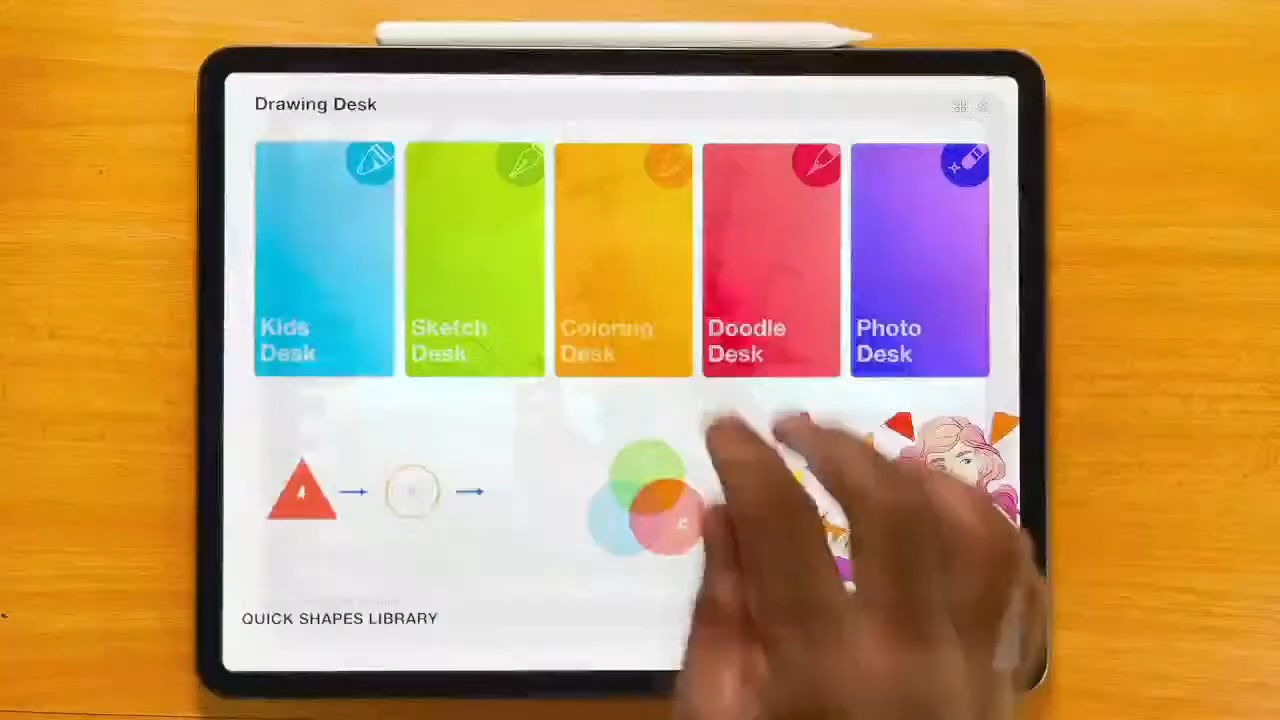 Drawing Desk
Kids
Desk
Sketch
Desk
Coloring
Desk
Doodle
Desk
Photo
Desk
QUICK SHAPES LIBRARY